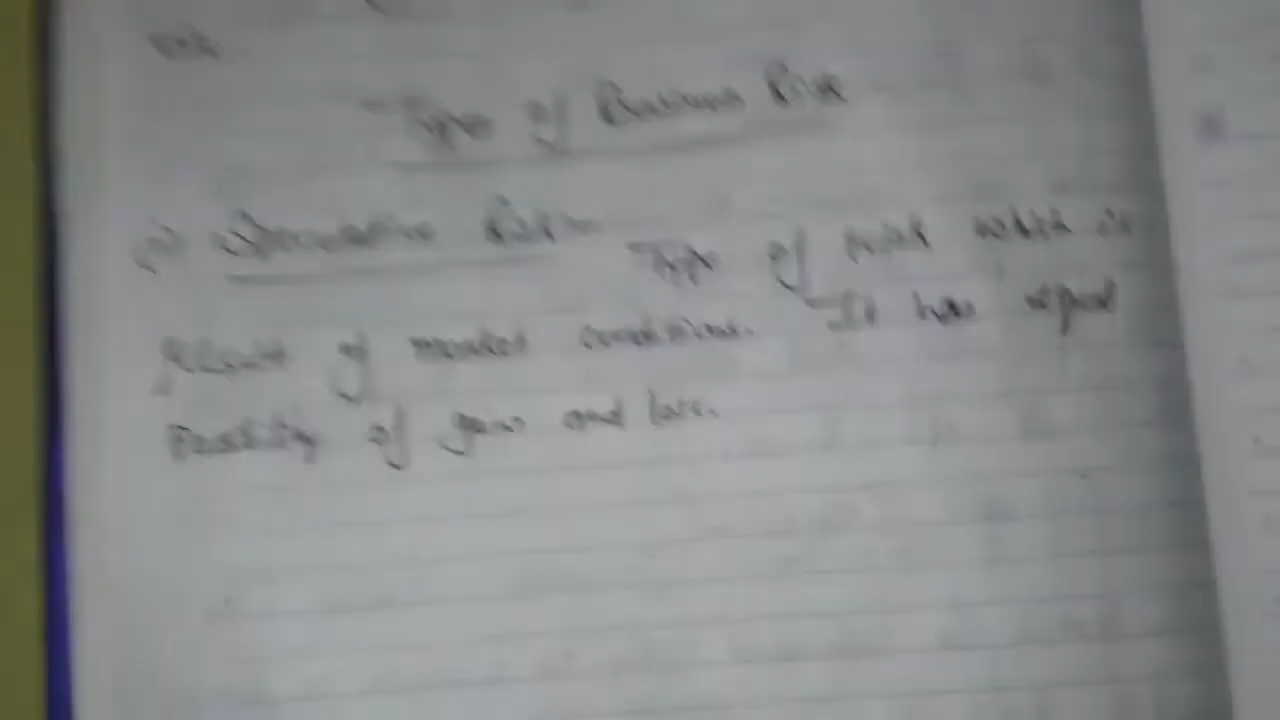 Type of Business Risk
Speculative Risk - Type of risk which is
Result of market conditions. It has equal
Possibility of gain and loss.